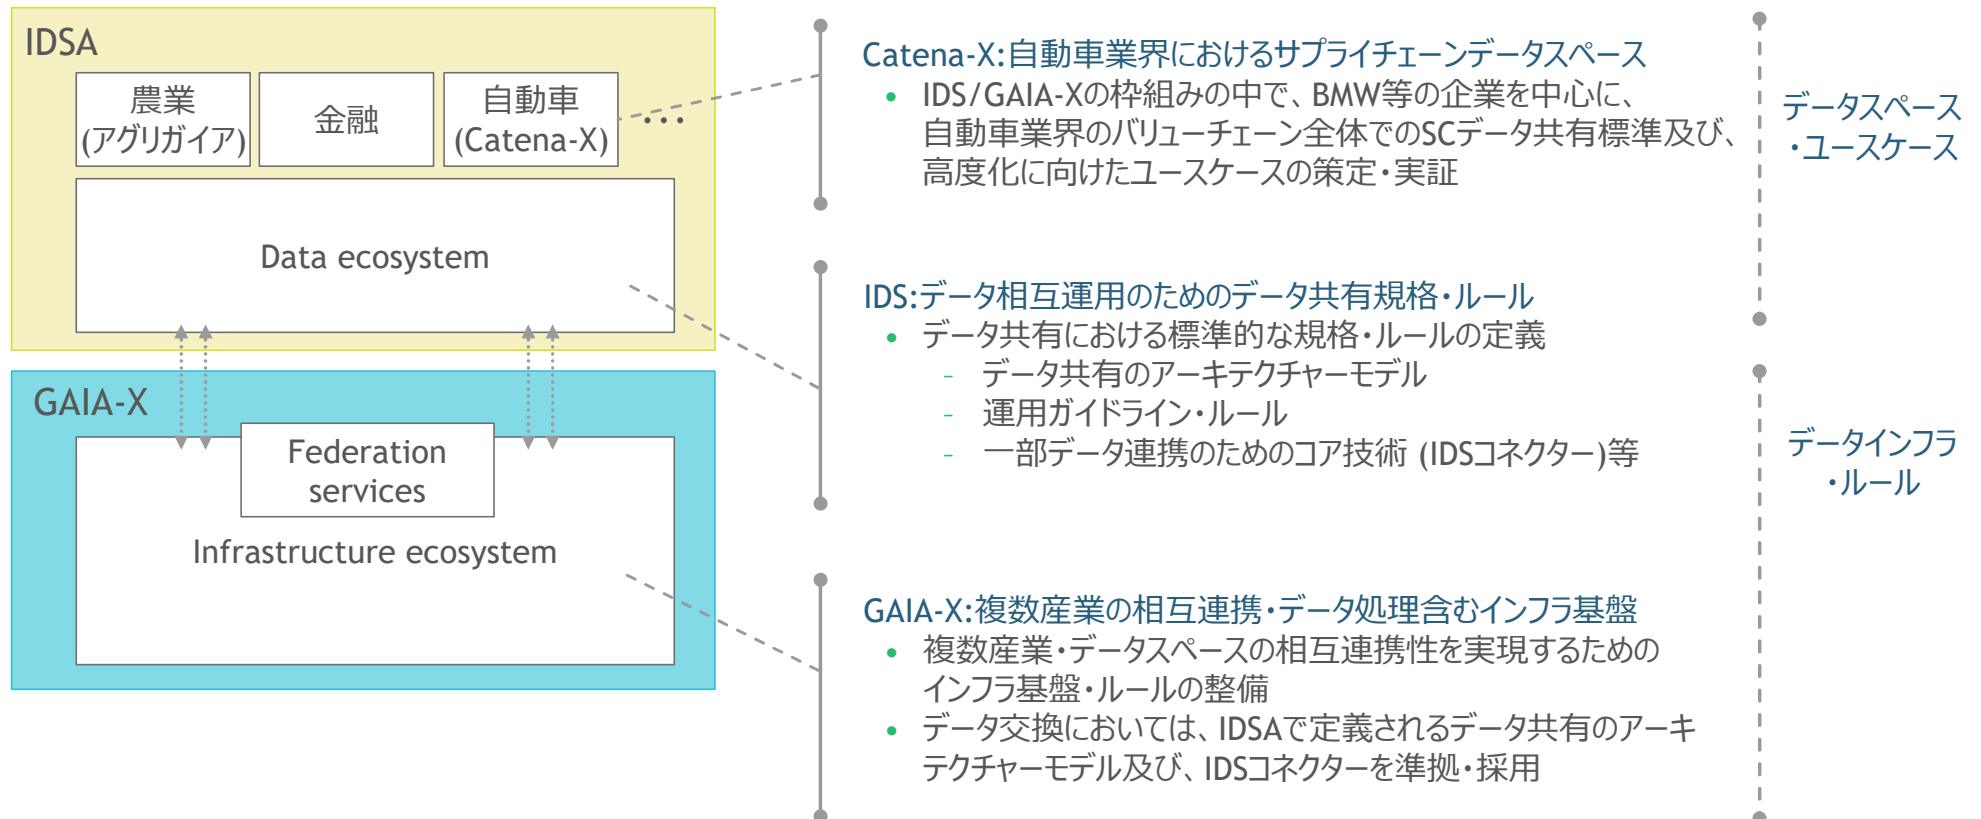 IDSA
農業
(アグリガイア)
金融
自動車
(Catena-X)
...
Data ecosystem
GAIA-X
Federation
services
Infrastructure ecosystem
Catena-X:自動車業界におけるサプライチェーンデータスペース
• IDS/GAIA-Xの枠組みの中で、BMW等の企業を中心に、
自動車業界のバリューチェーン全体でのSCデータ共有標準及び、
高度化に向けたユースケースの策定・実証
IDS:データ相互運用のためのデータ共有規格・ルール
• データ共有における標準的な規格・ルールの定義
- データ共有のアーキテクチャーモデル
- 運用ガイドライン・ルール
- 一部データ連携のためのコア技術 (IDSコネクター)等
GAIA-X:複数産業の相互連携・データ処理含むインフラ基盤
• 複数産業・データスペースの相互連携性を実現するための
インフラ基盤・ルールの整備
• データ交換においては、IDSAで定義されるデータ共有のアーキ
テクチャーモデル及び、IDSコネクターを準拠・採用
データスペース
・ユースケース
データインフラ
・ルール